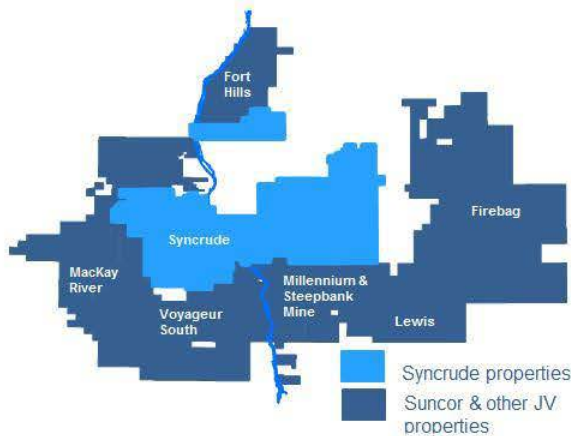 Fort
Hills
Firebag
Syncrude
MacKay
River
Millennium &
Steepbank
Mine
Voyageur
South
Lewis
Syncrude properties
Suncor & other JV
properties